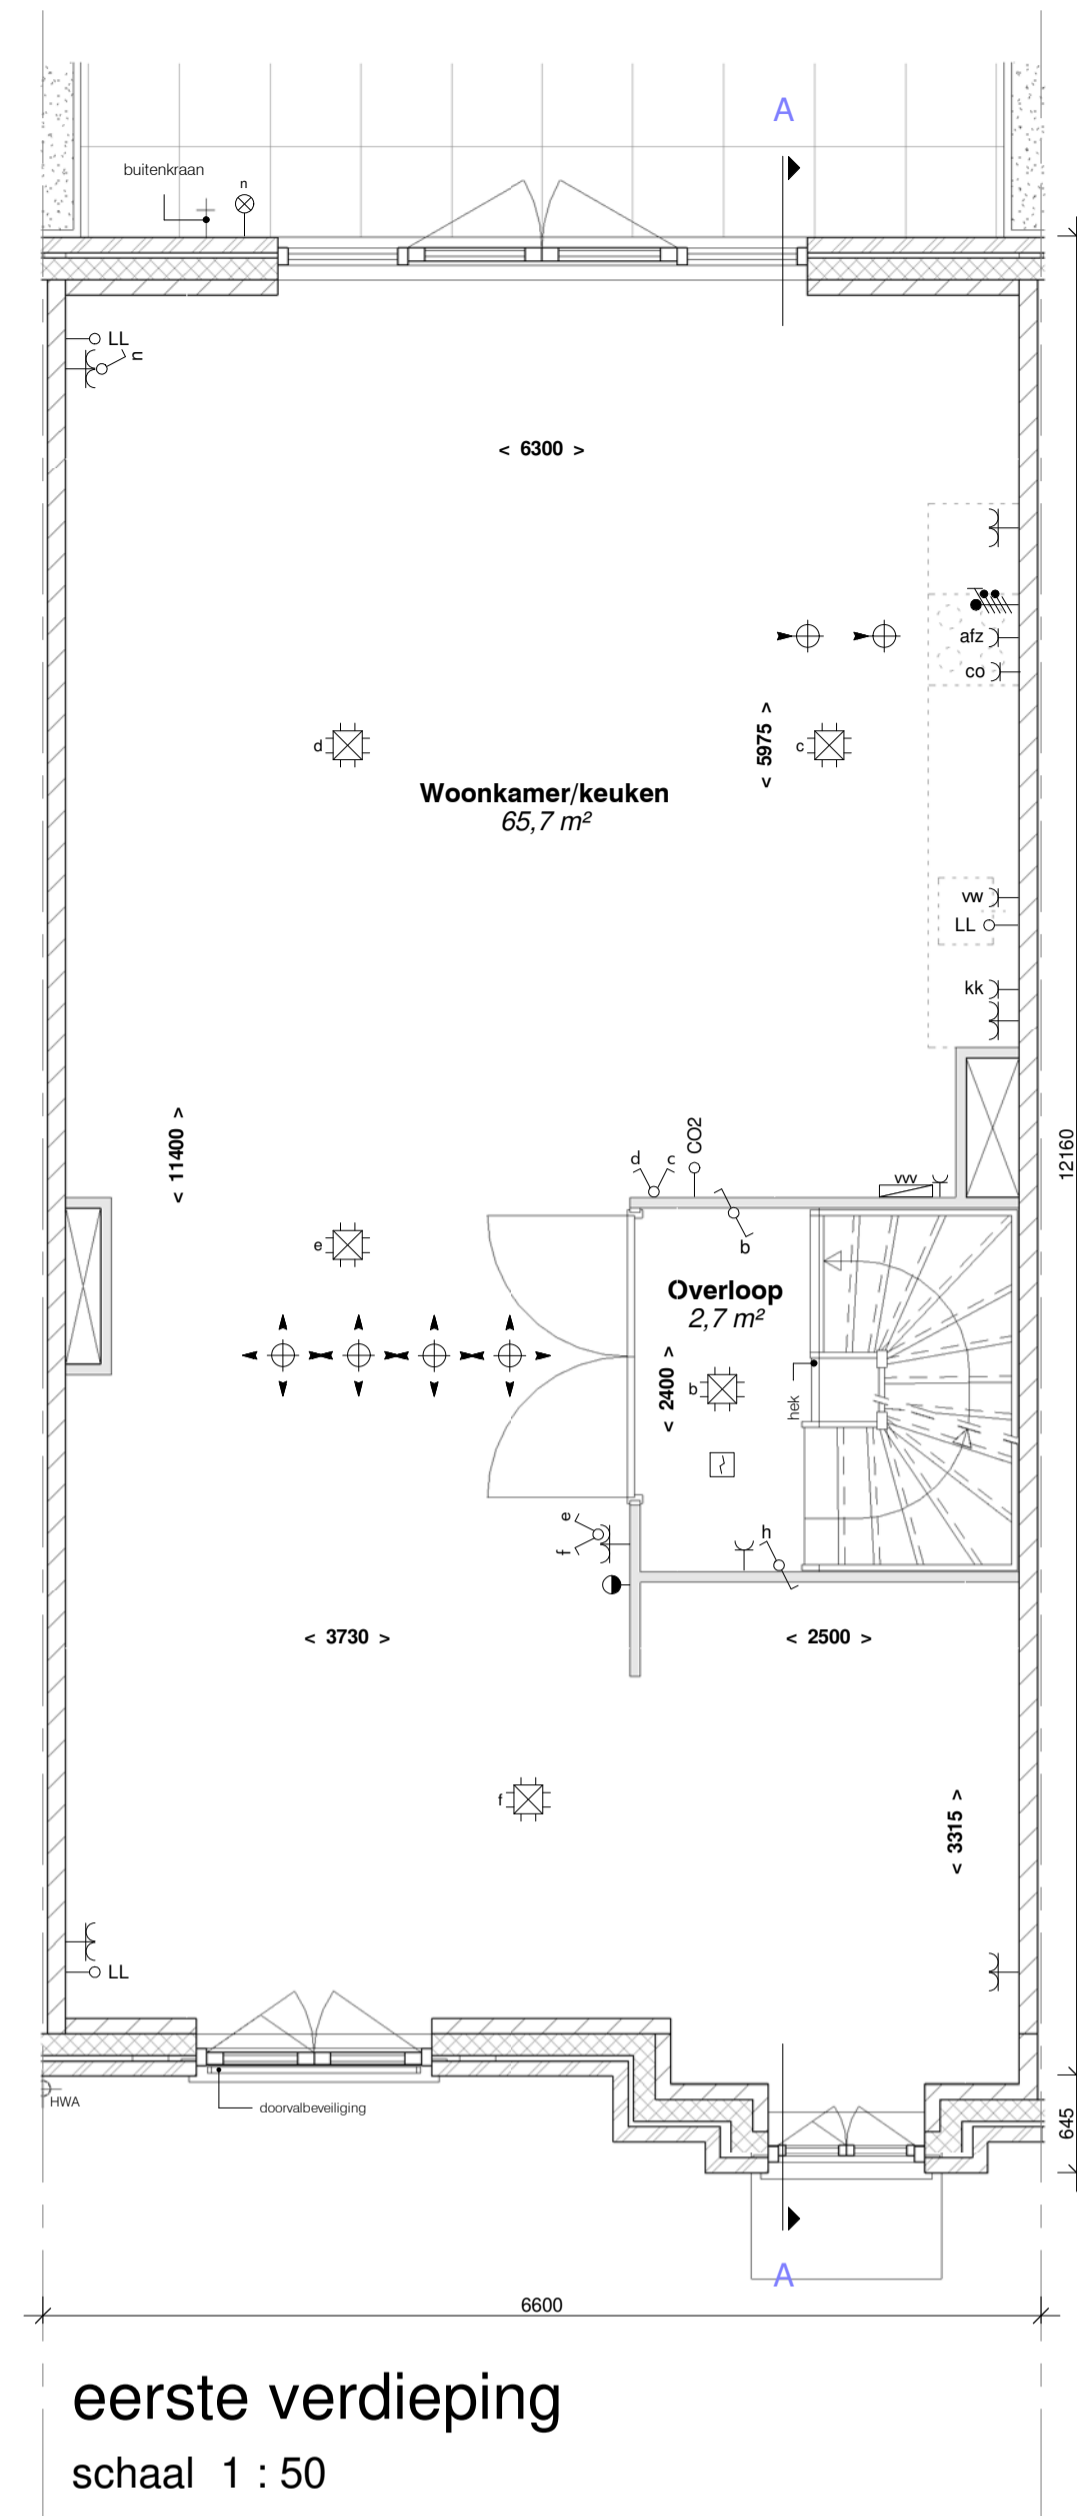 A
buitenkraan
n
LL
n
< 6300 >
afz
co
< 5975 >
d
c
Woonkamer/keuken
65,7 m²
vw
LL
kk
< 11400 >
12160
CO2
d c
vvv
e
b
Overloop
2,7 m²
< 2400 >
b
hek
e
f
h
< 3730 >
< 2500 >
f
< 3315 >
LL
HWA
doorvalbeveiliging
645
A
6600
eerste verdieping
schaal 1 : 50